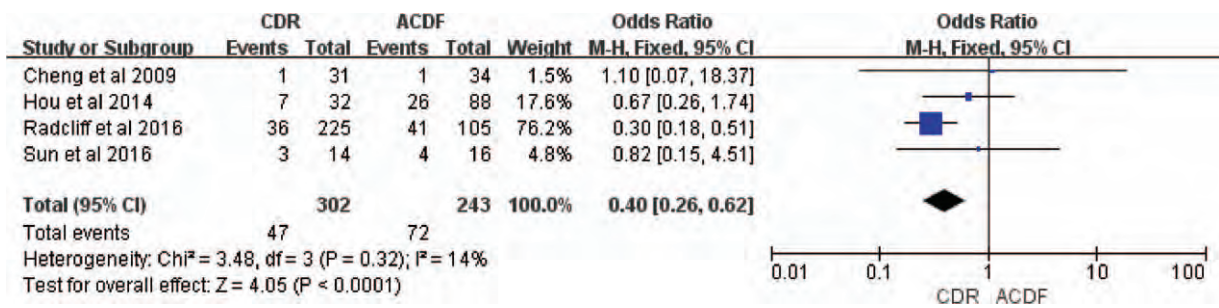 CDR ACDF Odds Ratio Odds Ratio
Study or Subgroup Events Total Events Total Weight M-H, Fixed, 95% CI M-H, Fixed, 95% CI
Cheng et al 2009 1 31 1 34 1.5% 1.10 [0.07, 18.37]
Hou et al 2014 7 32 26 88 17.6% 0.67 [0.26, 1.74]
Radcliff et al 2016 36 225 41 105 76.2% 0.30 [0.18, 0.51]
Sun et al 2016 3 14 4 16 4.8% 0.82 [0.15, 4.51]
Total (95% CI) 302 243 100.0% 0.40 [0.26, 0.62]
Total events 47 72
Heterogeneity: Chi² = 3.48, df = 3 (P = 0.32); I² = 14%
Test for overall effect: Z = 4.05 (P < 0.0001)
0.01 0.1 1 10 100
CDR ACDF